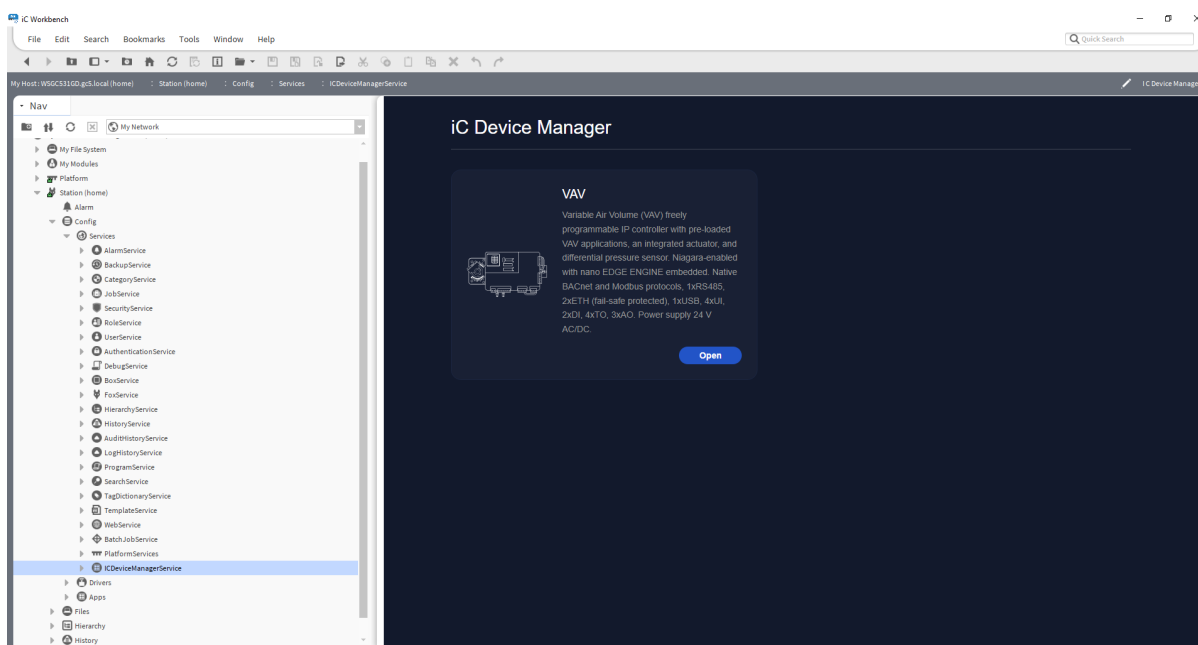 iC Workbench
File Edit Search Bookmarks Tools Window Help
Quick Search
My Host : WSGC531GD.gc5.local (home) : Station (home) : Config : Services : ICDeviceManagerService
I C Device Manage
Nav
My Network
My File System
My Modules
Platform
Station (home)
Alarm
Config
Services
AlarmService
BackupService
CategoryService
JobService
SecurityService
RoleService
UserService
AuthenticationService
DebugService
BoxService
FoxService
HierarchyService
HistoryService
AuditHistoryService
LogHistoryService
ProgramService
SearchService
TagDictionaryService
TemplateService
WebService
BatchJobService
PlatformServices
ICDeviceManagerService
Drivers
Apps
Files
Hierarchy
History
iC Device Manager
VAV
Variable Air Volume (VAV) freely
programmable IP controller with pre-loaded
VAV applications, an integrated actuator, and
differential pressure sensor. Niagara-enabled
with nano EDGE ENGINE embedded. Native
BACnet and Modbus protocols, 1xRS485,
2xETH (fail-safe protected), 1xUSB, 4xUI,
2xDI, 4xTO, 3xAO. Power supply 24 V
AC/DC.
Open